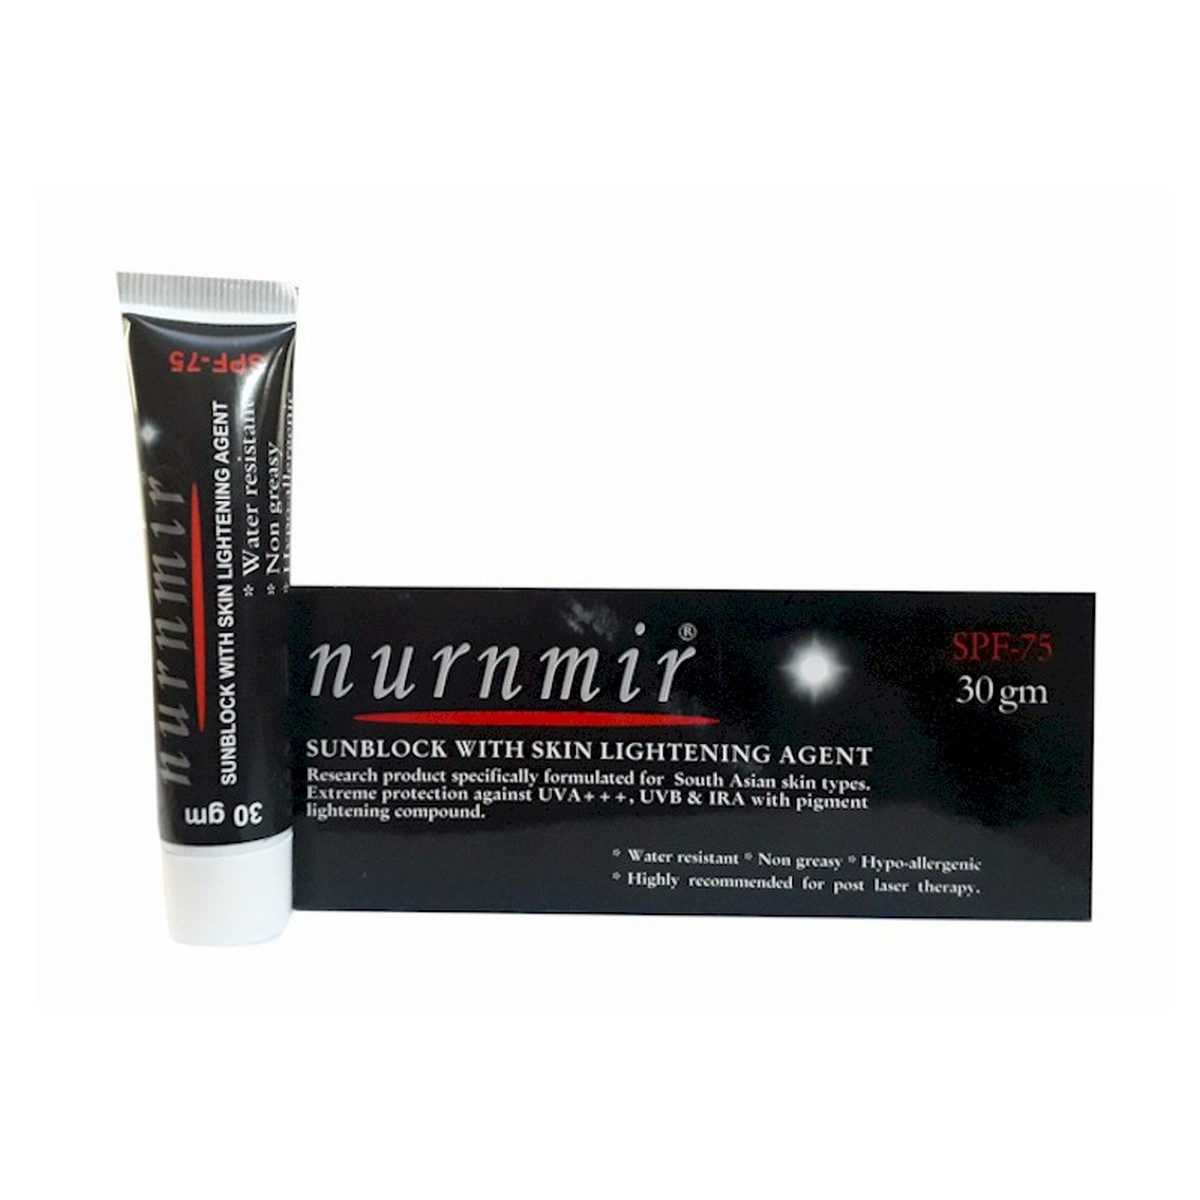 SPF-75
nurnmir
SUNBLOCK WITH SKIN LIGHTENING AGENT
* Water resistant
* Non greasy
* Hypoallergenic
30 gm
nurnmir®
SPF-75
30 gm
SUNBLOCK WITH SKIN LIGHTENING AGENT
Research product specifically formulated for South Asian skin types.
Extreme protection against UVA+++, UVB & IRA with pigment
lightening compound.
* Water resistant * Non greasy * Hypo-allergenic
* Highly recommended for post laser therapy.